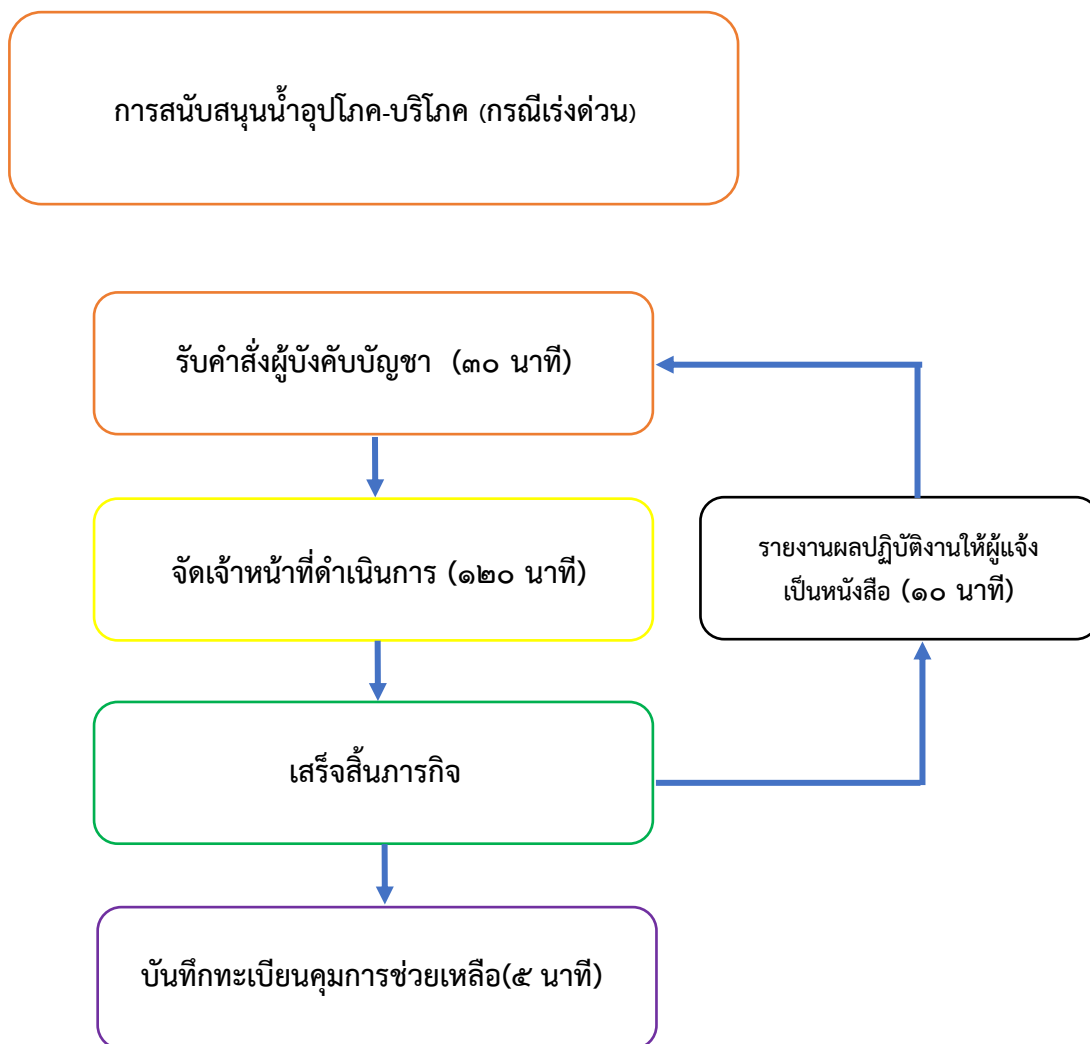 การสนับสนุนน้ำอุปโภค-บริโภค (กรณีเร่งด่วน)
รับคำสั่งผู้บังคับบัญชา (๓๐ นาที)
จัดเจ้าหน้าที่ดำเนินการ (๑๒๐ นาที)
รายงานผลปฏิบัติงานให้ผู้แจ้ง
เป็นหนังสือ (๑๐ นาที)
เสร็จสิ้นภารกิจ
บันทึกทะเบียนคุมการช่วยเหลือ(๕ นาที)